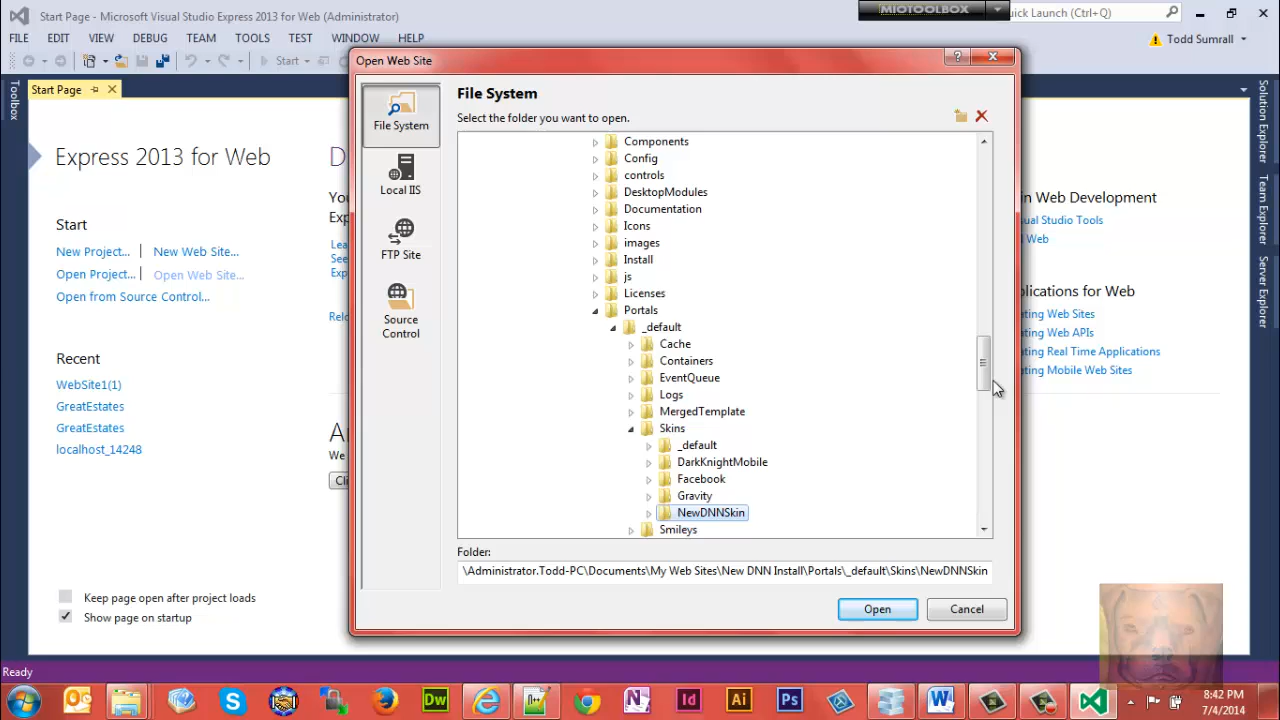 Start Page - Microsoft Visual Studio Express 2013 for Web (Administrator)
MIOTOOLBOX
Quick Launch (Ctrl+Q)
FILE EDIT VIEW DEBUG TEAM TOOLS TEST WINDOW HELP
Todd Sumrall
Start
Open Web Site
Start Page
Toolbox
Solution Explorer
Team Explorer
Server Explorer
Express 2013 for Web
Start
New Project... | New Web Site...
Open Project... | Open Web Site...
Open from Source Control...
Recent
WebSite1(1)
GreatEstates
GreatEstates
localhost_14248
Keep page open after project loads
Show page on startup
File System
Local IIS
FTP Site
Source
Control
File System
Select the folder you want to open.
Components
Config
controls
DesktopModules
Documentation
Icons
images
Install
js
Licenses
Portals
_default
Cache
Containers
EventQueue
Logs
MergedTemplate
Skins
_default
DarkKnightMobile
Facebook
Gravity
NewDNNSkin
Smileys
Folder:
\Administrator.Todd-PC\Documents\My Web Sites\New DNN Install\Portals\_default\Skins\NewDNNSkin
Open Cancel
in Web Development
Visual Studio Tools
Web
Applications for Web
ating Web Sites
ating Web APIs
ating Real Time Applications
ating Mobile Web Sites
Ready
8:42 PM
7/4/2014